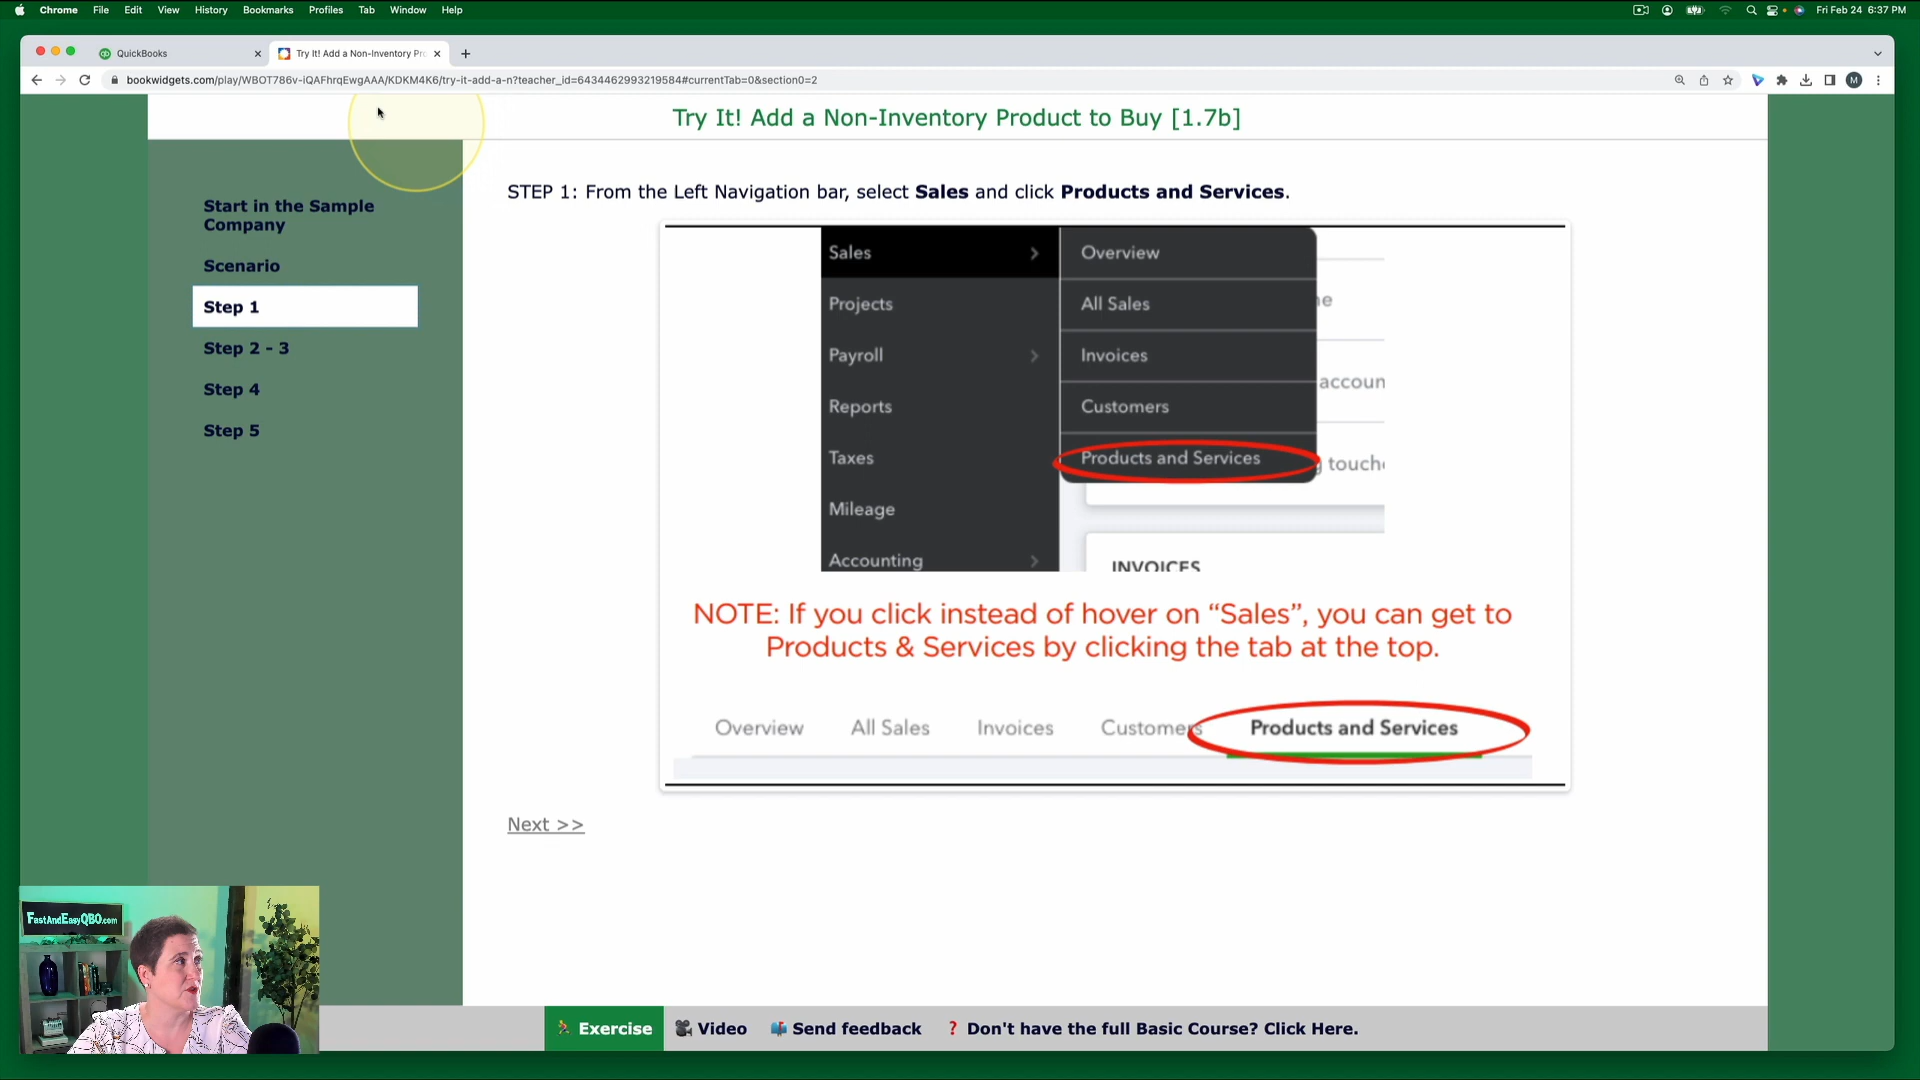 Chrome File Edit View History Bookmarks Profiles Tab Window Help
Fri Feb 24 6:37 PM
QuickBooks
Try It! Add a Non-Inventory Pro
bookwidgets.com/play/WBOT786v-iQAFhrqEwgAAA/KDKM4K6/try-it-add-a-n?teacher_id=6434462993219584#currentTab=0&section0=2
M
Try It! Add a Non-Inventory Product to Buy [1.7b]
Start in the Sample
Company
Scenario
Step 1
Step 2 - 3
Step 4
Step 5
STEP 1: From the Left Navigation bar, select Sales and click Products and Services.
Sales
Projects
Payroll
Reports
Taxes
Mileage
Accounting
Overview
All Sales
Invoices
Customers
Products and Services
INVOICES
NOTE: If you click instead of hover on “Sales”, you can get to
Products & Services by clicking the tab at the top.
Overview All Sales Invoices Customers Products and Services
Next >>
FastAndEasyQBO.com
Exercise Video Send feedback ? Don't have the full Basic Course? Click Here.